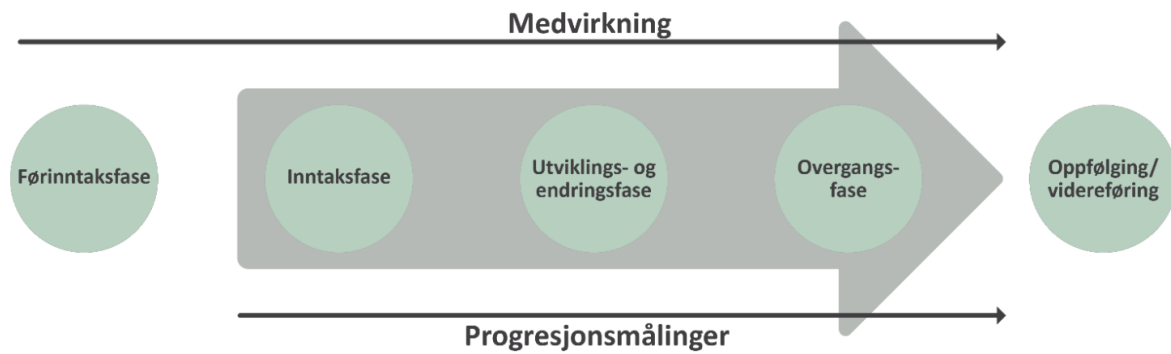 Medvirkning
Førinntaksfase
Inntaksfase
Utviklings- og
endringsfase
Overgangs-
fase
Oppfølging/
videreføring
Progresjonsmålinger